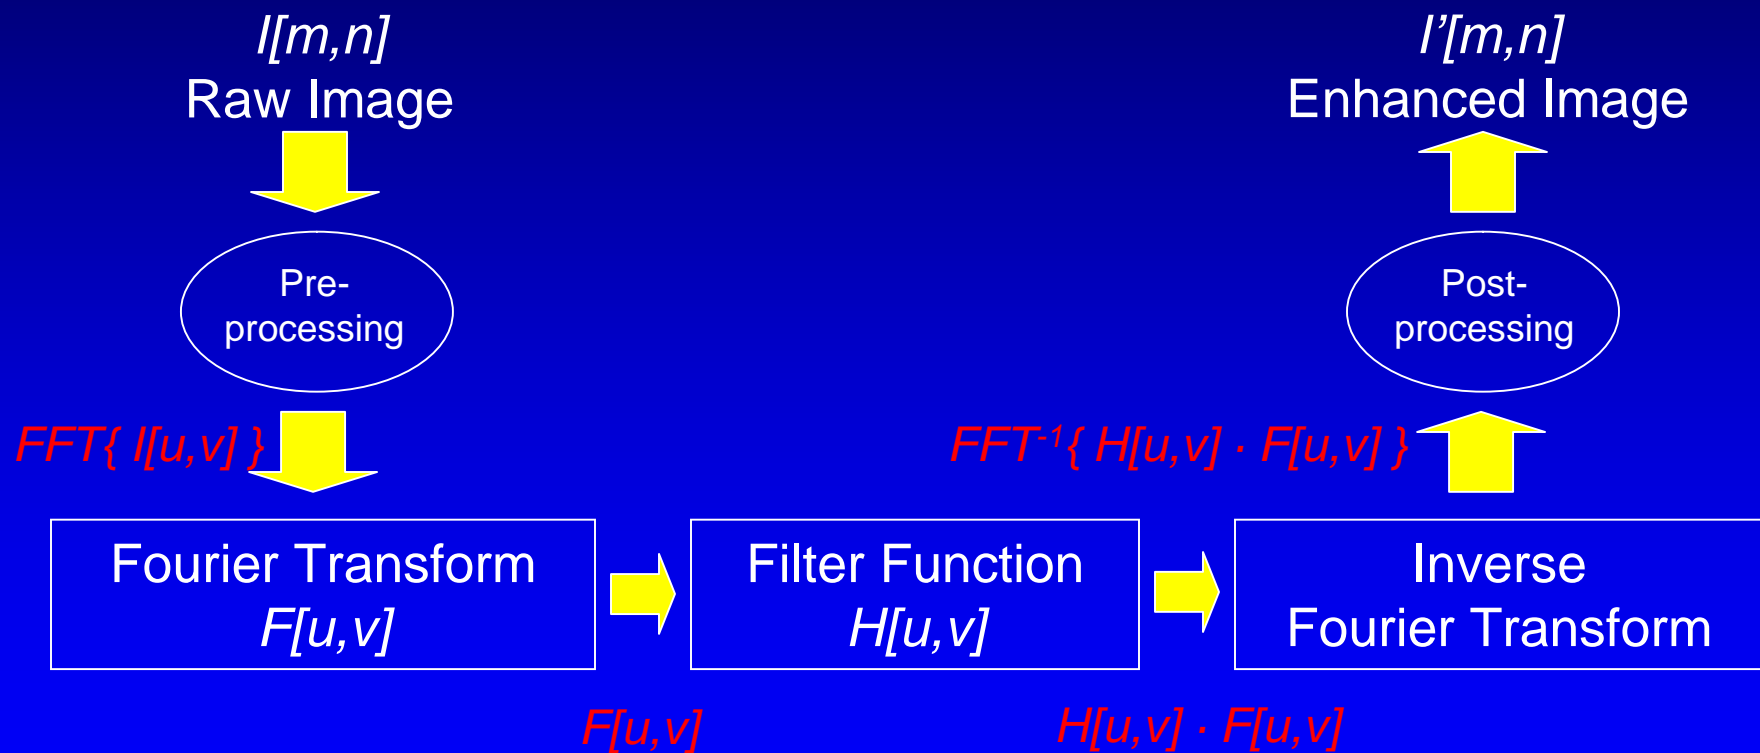 I[m,n]
Raw Image
Pre-
processing
FFT{ I[u,v] }
Fourier Transform
F[u,v]
F[u,v]
Filter Function
H[u,v]
H[u,v] · F[u,v]
Inverse
Fourier Transform
FFT-1{ H[u,v] · F[u,v] }
Post-
processing
I’[m,n]
Enhanced Image